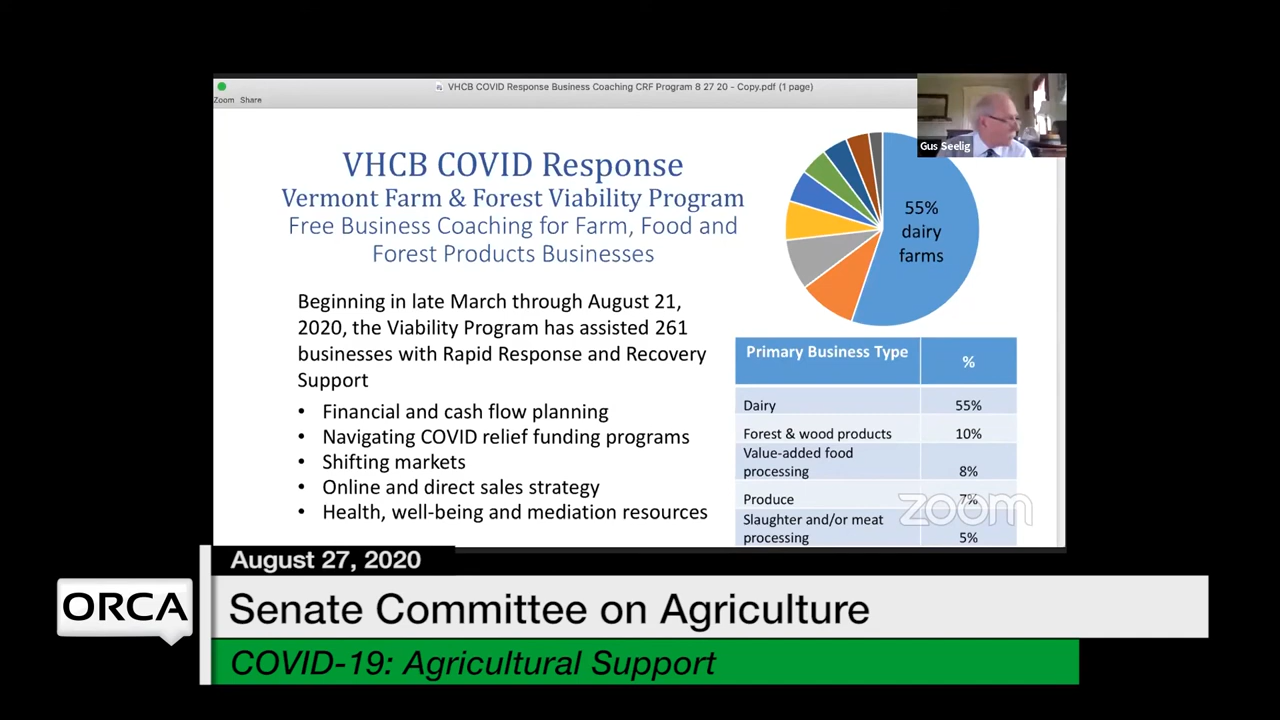 VHCB COVID Response Business Coaching CRF Program 8 27 20 - Copy.pdf (1 page)
Zoom Share
Gus Seelig
VHCB COVID Response
Vermont Farm & Forest Viability Program
Free Business Coaching for Farm, Food and
Forest Products Businesses
55%
dairy
farms
Beginning in late March through August 21,
2020, the Viability Program has assisted 261
businesses with Rapid Response and Recovery
Support
• Financial and cash flow planning
• Navigating COVID relief funding programs
• Shifting markets
• Online and direct sales strategy
• Health, well-being and mediation resources
Primary Business Type %
Dairy 55%
Forest & wood products 10%
Value-added food
processing 8%
Produce 7%
Slaughter and/or meat
processing 5%
zoom
August 27, 2020
ORCA
Senate Committee on Agriculture
COVID-19: Agricultural Support